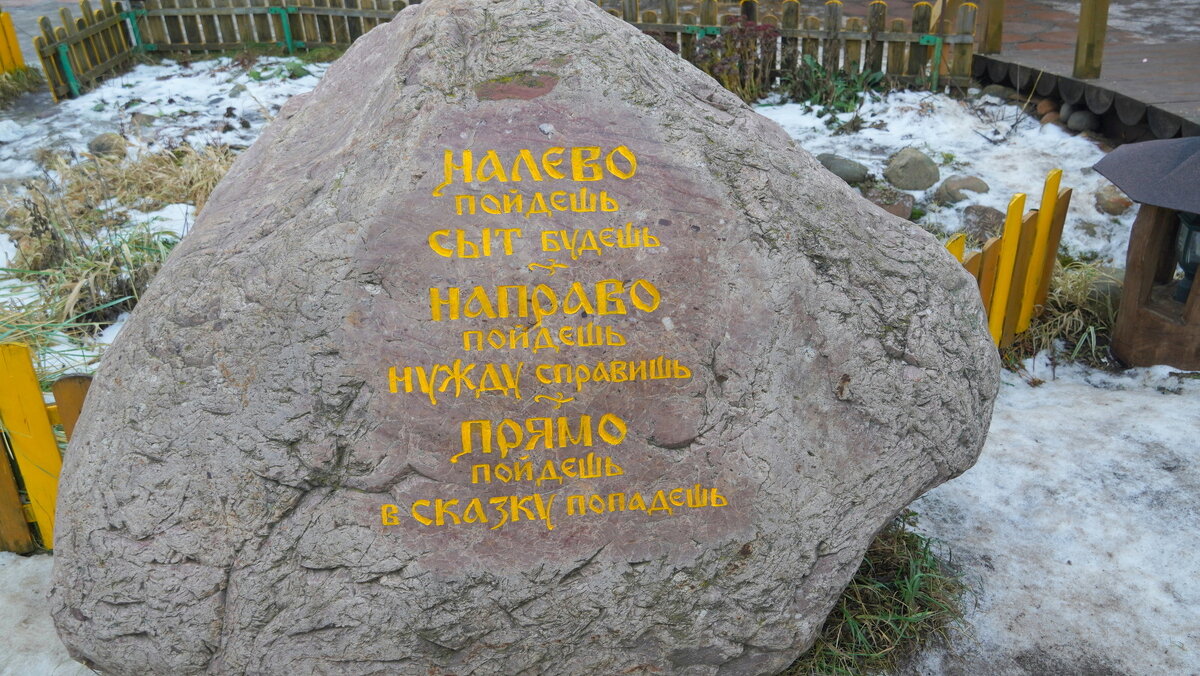 НАЛЕВО
ПОЙДЕШЬ
СЫТ БУДЕШЬ
НАПРАВО
ПОЙДЕШЬ
НУЖДУ СПРАВИШЬ
ПРЯМО
ПОЙДЕШЬ
В СКАЗКУ ПОПАДЕШЬ